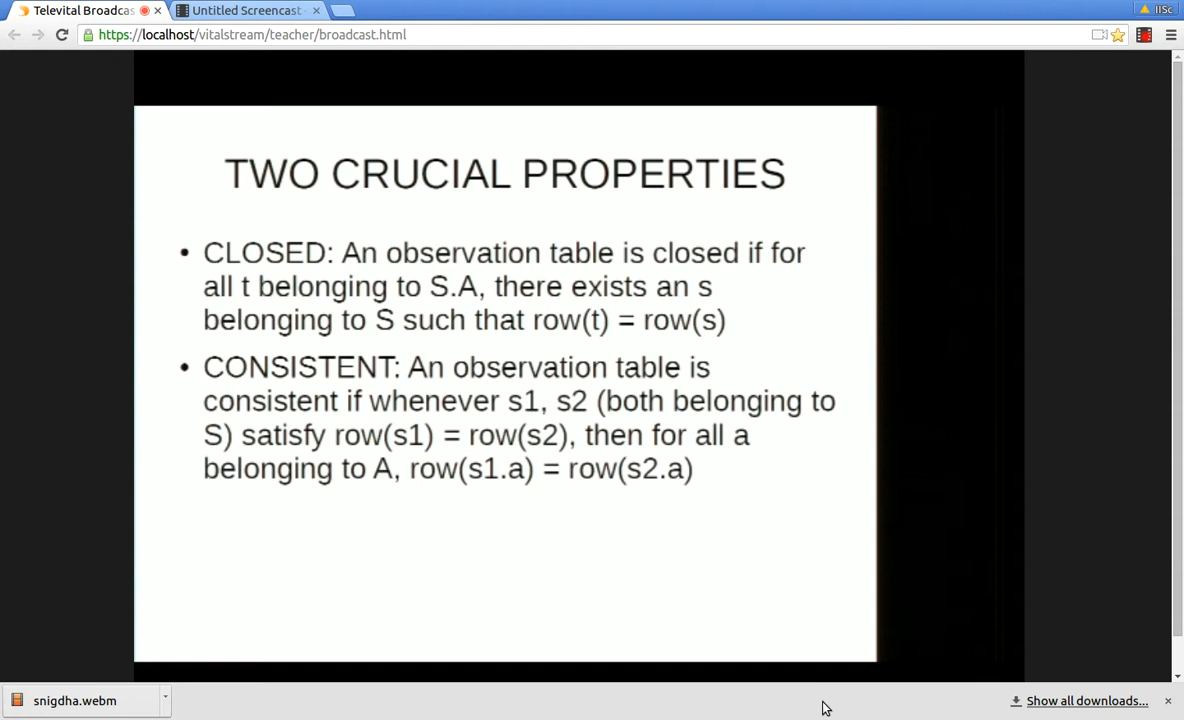 Televital Broadcas
Untitled Screencast
IISc
https://localhost/vitalstream/teacher/broadcast.html
TWO CRUCIAL PROPERTIES
• CLOSED: An observation table is closed if for
all t belonging to S.A, there exists an s
belonging to S such that row(t) = row(s)
• CONSISTENT: An observation table is
consistent if whenever s1, s2 (both belonging to
S) satisfy row(s1) = row(s2), then for all a
belonging to A, row(s1.a) = row(s2.a)
snigdha.webm
Show all downloads...